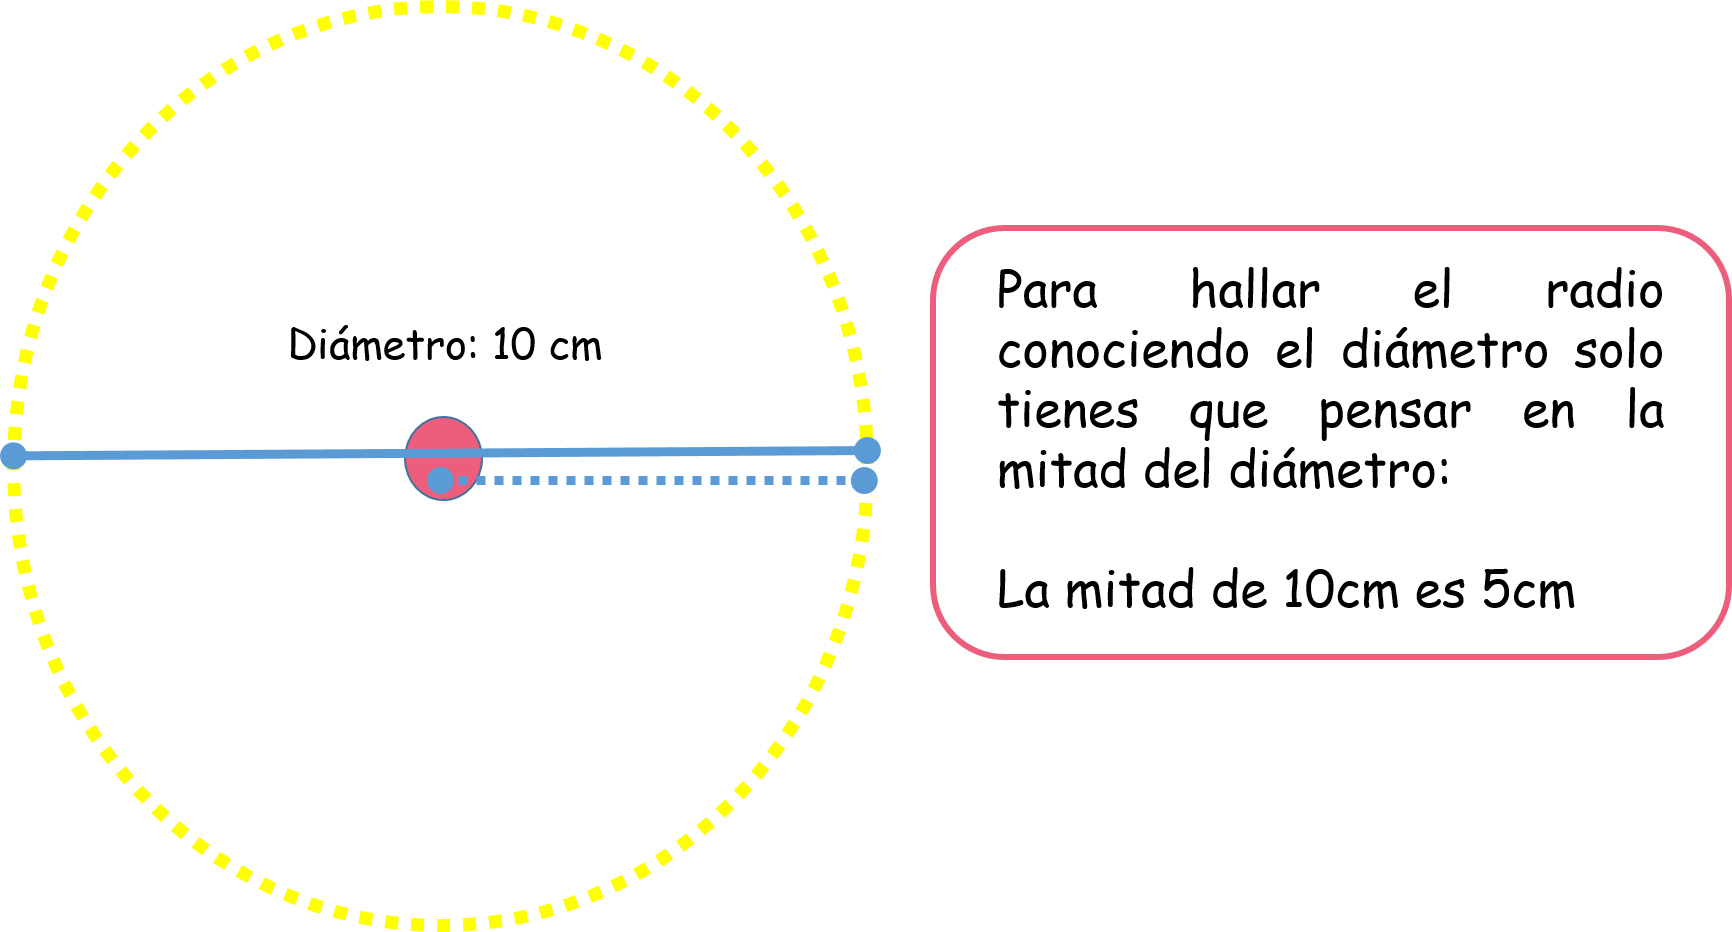 Diámetro: 10 cm
Para hallar el radio
conociendo el diámetro solo
tienes que pensar en la
mitad del diámetro:
La mitad de 10cm es 5cm